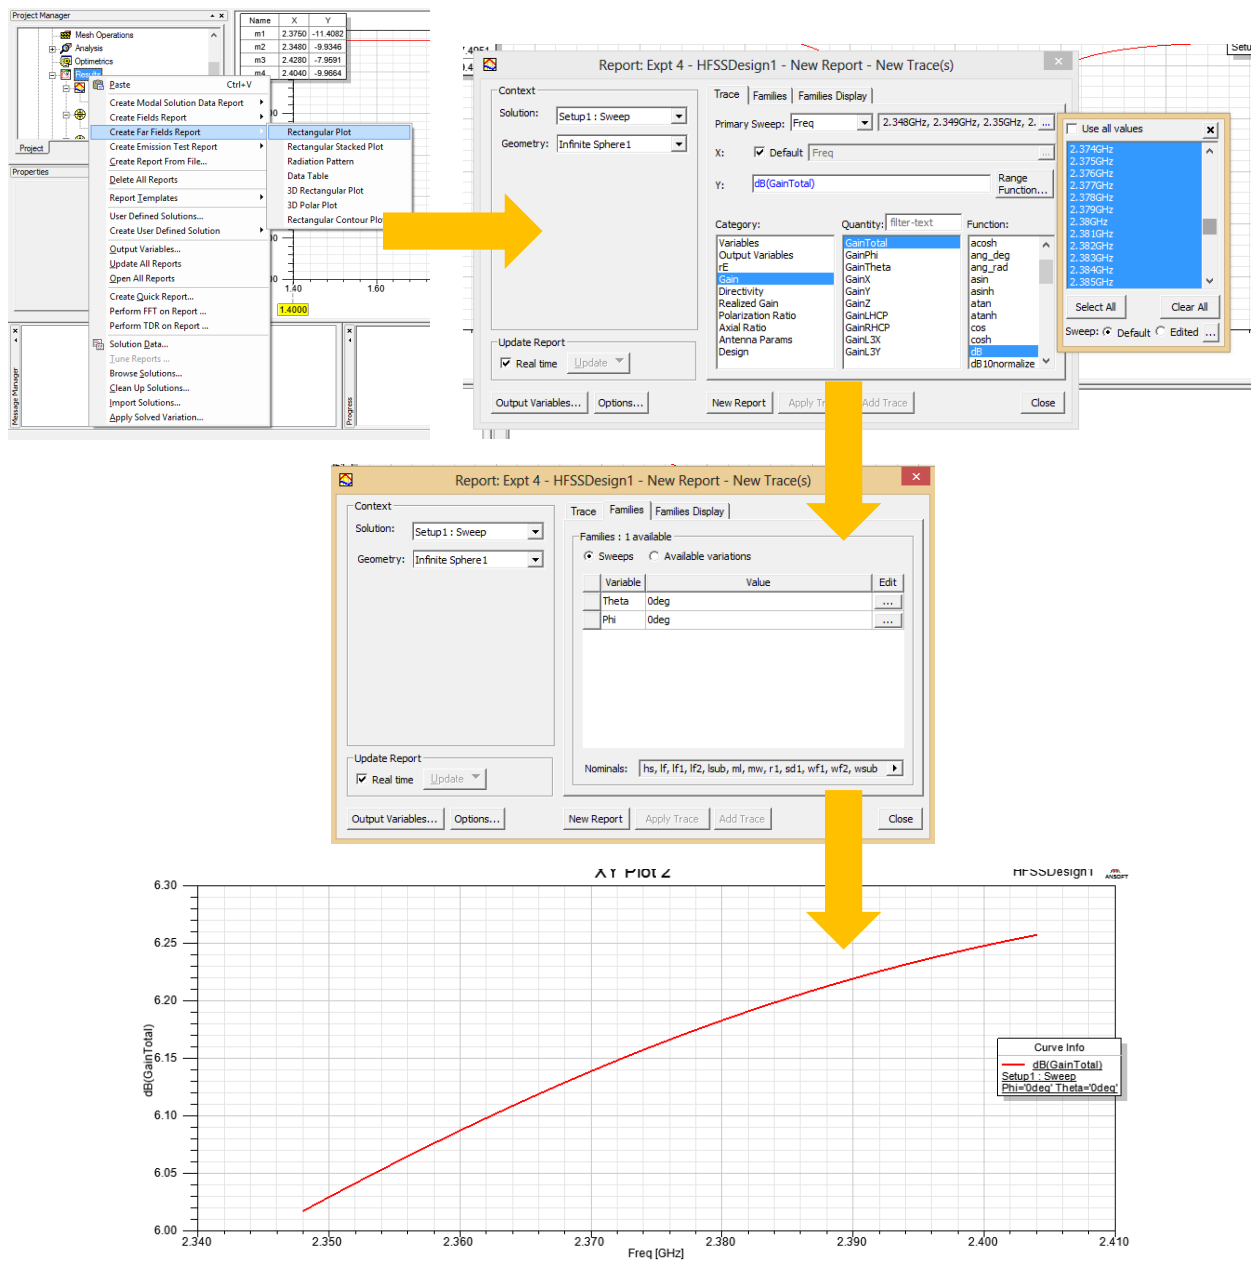 Project Manager
Mesh Operations
Analysis
Optimetrics
Results
Project
Properties
Name X Y
m1 2.3750 -11.4082
m2 2.3480 -9.9346
m3 2.4280 -7.9591
m4 2.4040 -9.9664
Paste Ctrl+V
Create Modal Solution Data Report
Create Fields Report
Create Far Fields Report
Create Emission Test Report
Create Report From File...
Delete All Reports
Report Templates
User Defined Solutions...
Create User Defined Solution
Output Variables...
Update All Reports
Open All Reports
Create Quick Report...
Perform FFT on Report ...
Perform TDR on Report ...
Solution Data...
Tune Reports ...
Browse Solutions...
Clean Up Solutions...
Import Solutions...
Apply Solved Variation...
Rectangular Plot
Rectangular Stacked Plot
Radiation Pattern
Data Table
3D Rectangular Plot
3D Polar Plot
Rectangular Contour Plot
1.40 1.60
1.4000
Message Manager
Progress
Report: Expt 4 - HFSSDesign1 - New Report - New Trace(s)
Context
Solution: Setup1 : Sweep
Geometry: Infinite Sphere1
Update Report
Real time Update
Output Variables... Options...
Trace Families Families Display
Primary Sweep: Freq 2.348GHz, 2.349GHz, 2.35GHz, 2. ...
X: Default Freq ...
Y: dB(GainTotal) Range Function...
Category: Quantity: filter-text Function:
Variables GainTotal acosh
Output Variables GainPhi ang_deg
rE GainTheta ang_rad
Gain GainX asin
Directivity GainY asinh
Realized Gain GainZ atan
Polarization Ratio GainLHCP atanh
Axial Ratio GainRHCP cos
Antenna Params GainL3X cosh
Design GainL3Y dB
dB10normalize
New Report Apply Tr Add Trace Close
Use all values
2.374GHz
2.375GHz
2.376GHz
2.377GHz
2.378GHz
2.379GHz
2.38GHz
2.381GHz
2.382GHz
2.383GHz
2.384GHz
2.385GHz
Select All Clear All
Sweep: Default Edited ...
Report: Expt 4 - HFSSDesign1 - New Report - New Trace(s)
Context
Solution: Setup1 : Sweep
Geometry: Infinite Sphere1
Update Report
Real time Update
Output Variables... Options...
Trace Families Families Display
Families : 1 available
Sweeps Available variations
Variable Value Edit
Theta 0deg ...
Phi 0deg ...
Nominals: hs, lf, lf1, lf2, lsub, ml, mw, r1, sd1, wf1, wf2, wsub
New Report Apply Trace Add Trace Close
XY Plot 2
HFSSDesign1 ANSOFT
6.30
6.25
6.20
6.15
6.10
6.05
6.00
dB(GainTotal)
Curve Info
dB(GainTotal)
Setup1 : Sweep
Phi='0deg' Theta='0deg'
2.340 2.350 2.360 2.370 2.380 2.390 2.400 2.410
Freq [GHz]